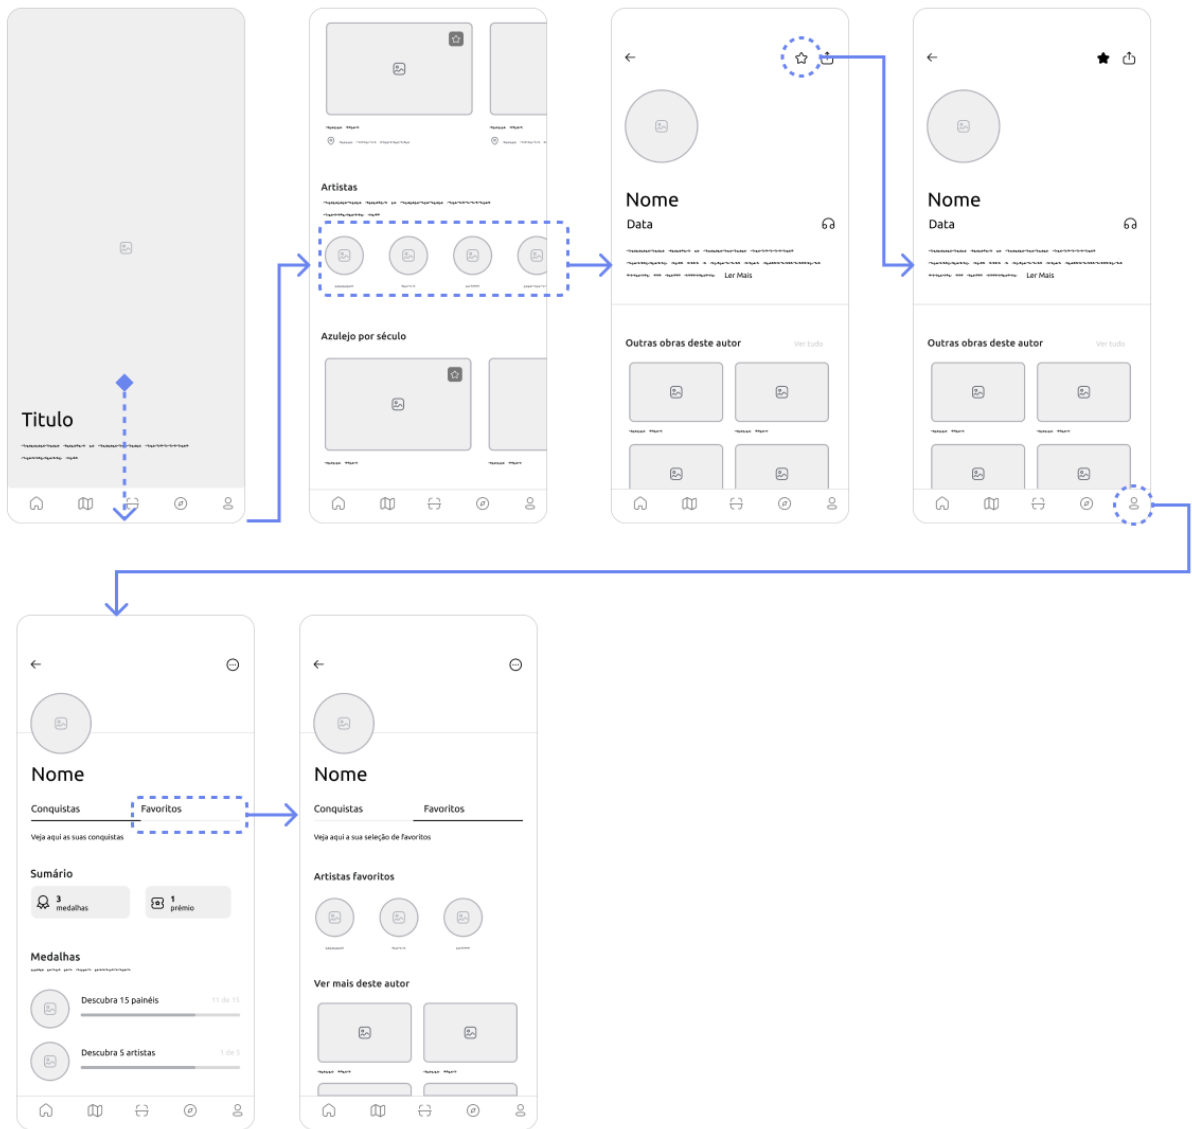 Titulo
Artistas
Azulejo por século
Nome
Data
Ler Mais
Outras obras deste autor Ver tudo
Nome
Data
Ler Mais
Outras obras deste autor Ver tudo
Nome
Conquistas Favoritos
Veja aqui as suas conquistas
Sumário
3
medalhas
1
prémio
Medalhas
Descubra 15 painéis 11 de 15
Descubra 5 artistas 1 de 5
Nome
Conquistas Favoritos
Veja aqui a sua seleção de favoritos
Artistas favoritos
Ver mais deste autor